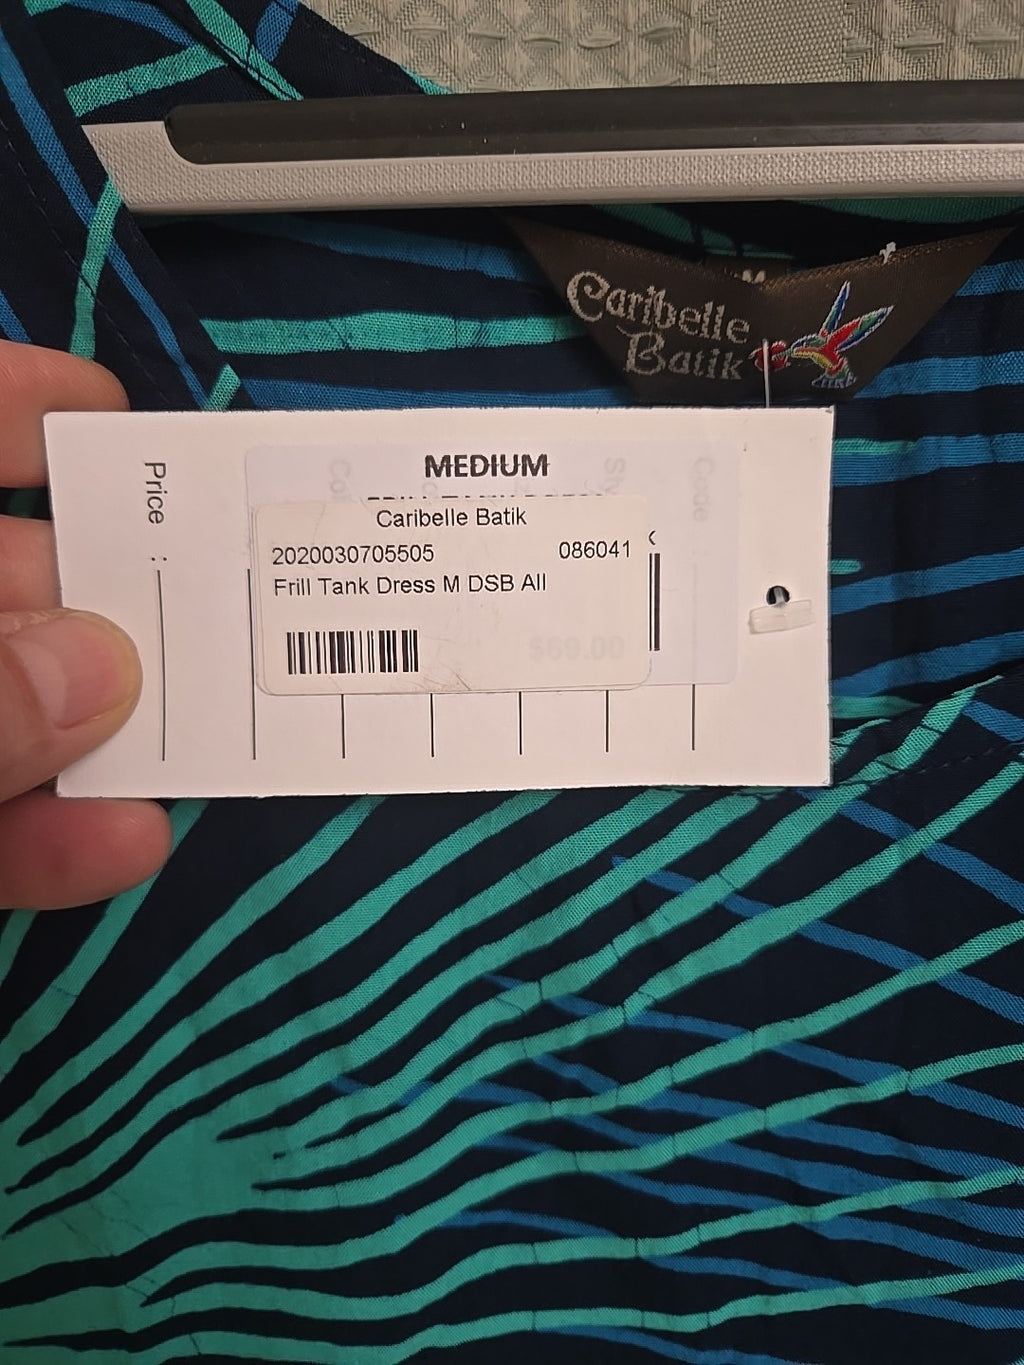 M
Caribelle
Batik
MEDIUM
Caribelle Batik
2020030705505 086041
Frill Tank Dress M DSB All
$69.00
Price :